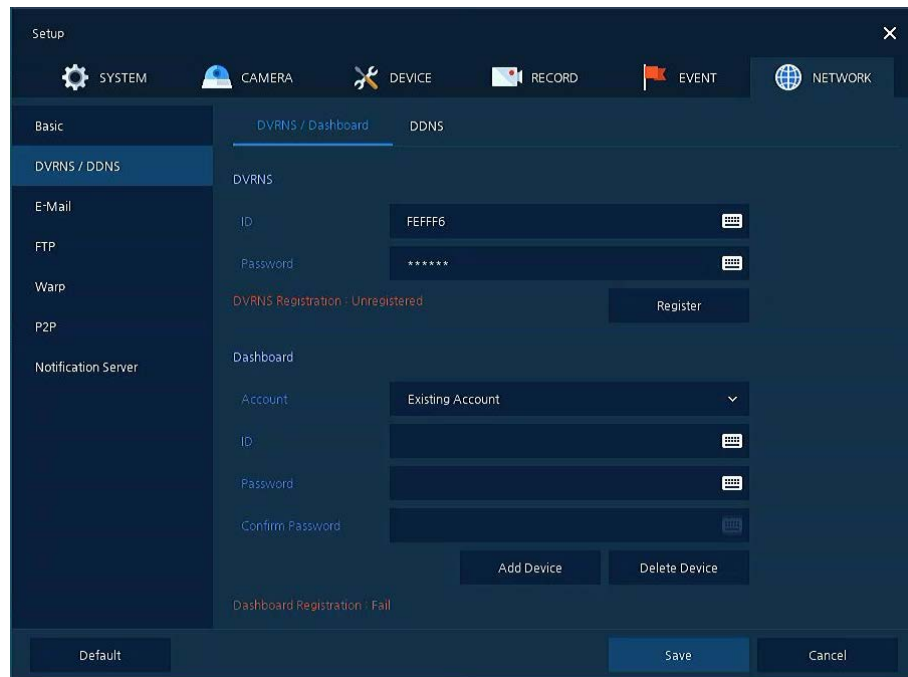 Setup
SYSTEM CAMERA DEVICE RECORD EVENT NETWORK
Basic
DVRNS / DDNS
E-Mail
FTP
Warp
P2P
Notification Server
DVRNS / Dashboard DDNS
DVRNS
ID FEFFF6
Password ******
DVRNS Registration : Unregistered Register
Dashboard
Account Existing Account
ID
Password
Confirm Password
Add Device Delete Device
Dashboard Registration : Fail
Default Save Cancel